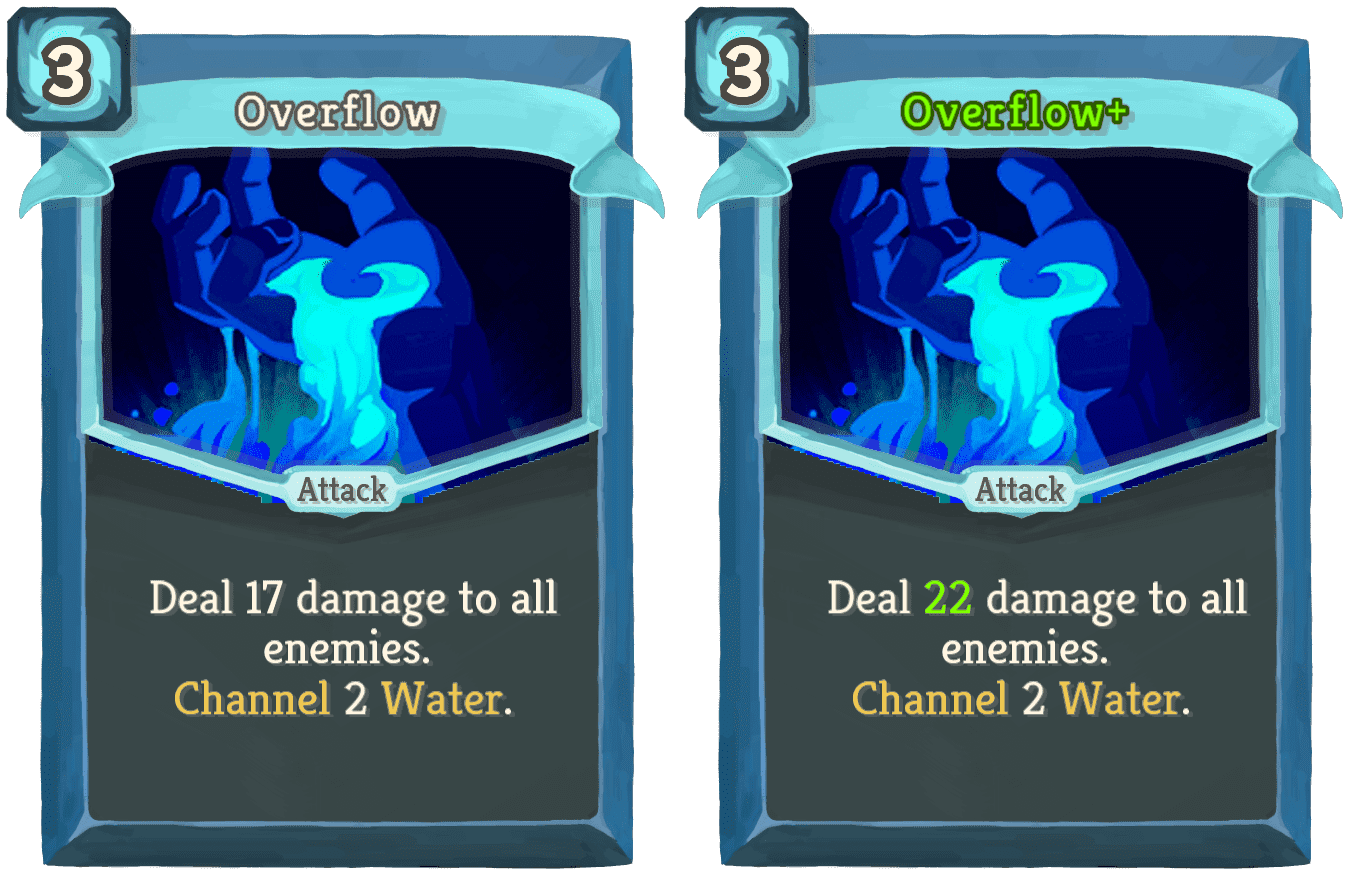 3
Overflow
Attack
Deal 17 damage to all
enemies.
Channel 2 Water.
3
Overflow+
Attack
Deal 22 damage to all
enemies.
Channel 2 Water.